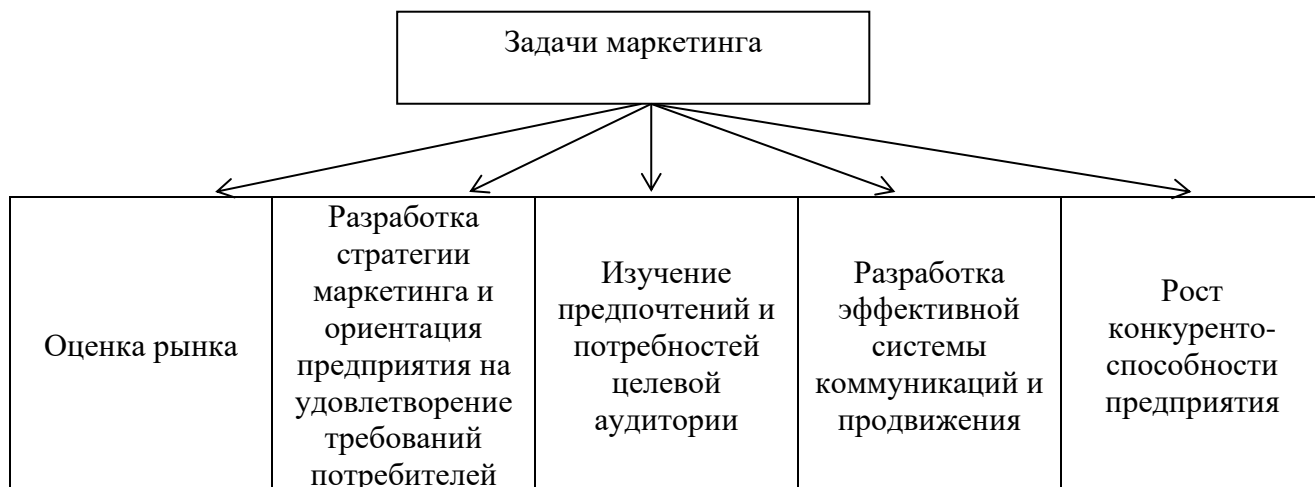 Задачи маркетинга
Оценка рынка
Разработка
стратегии
маркетинга и
ориентация
предприятия на
удовлетворение
требований
потребителей
Изучение
предпочтений и
потребностей
целевой
аудитории
Разработка
эффективной
системы
коммуникаций и
продвижения
Рост
конкуренто-
способности
предприятия